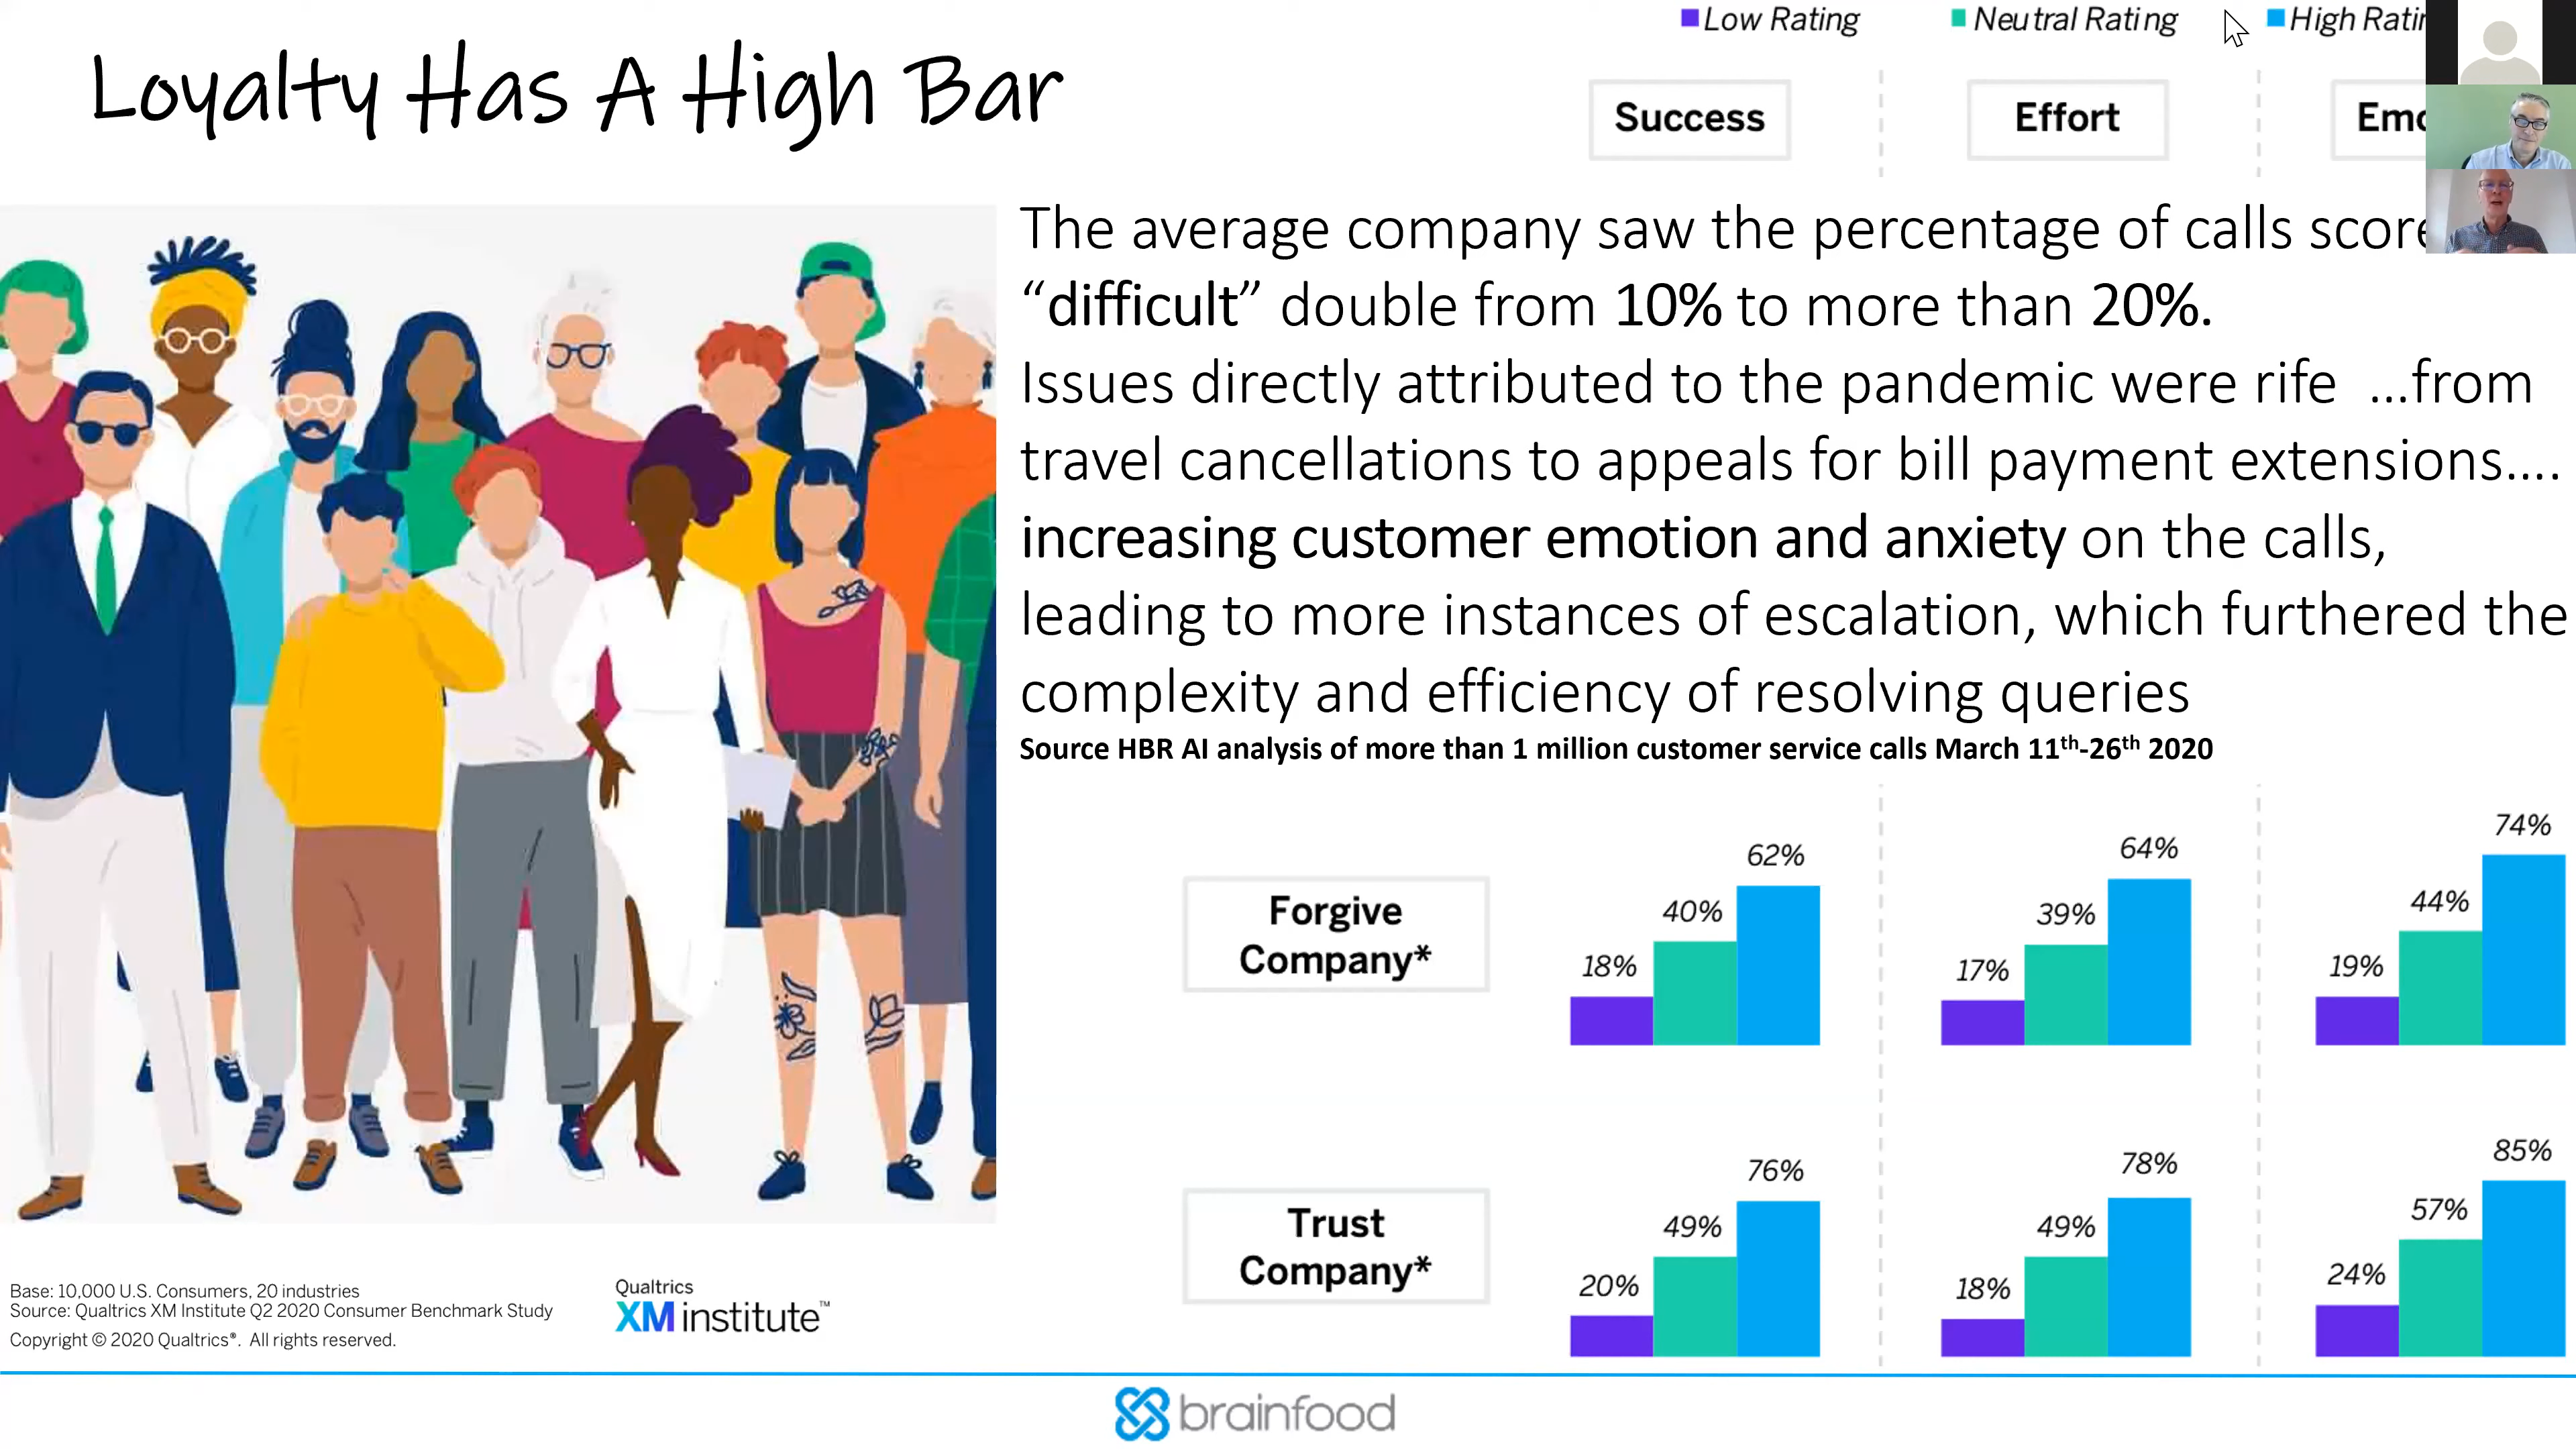 Low Rating Neutral Rating High
Loyalty Has A High Bar
Success Effort
The average company saw the percentage of calls
“difficult” double from 10% to more than 20%.
Issues directly attributed to the pandemic were rife ...from
travel cancellations to appeals for bill payment extensions....
increasing customer emotion and anxiety on the calls,
leading to more instances of escalation, which furthered the
complexity and efficiency of resolving queries
Source HBR AI analysis of more than 1 million customer service calls March 11th-26th 2020
Forgive
Company*
18% 40% 62%
17% 39% 64%
19% 44% 74%
Trust
Company*
20% 49% 76%
18% 49% 78%
24% 57% 85%
Base: 10,000 U.S. Consumers, 20 industries
Source: Qualtrics XM Institute Q2 2020 Consumer Benchmark Study
Copyright © 2020 Qualtrics®. All rights reserved.
Qualtrics
XM institute™
brainfood